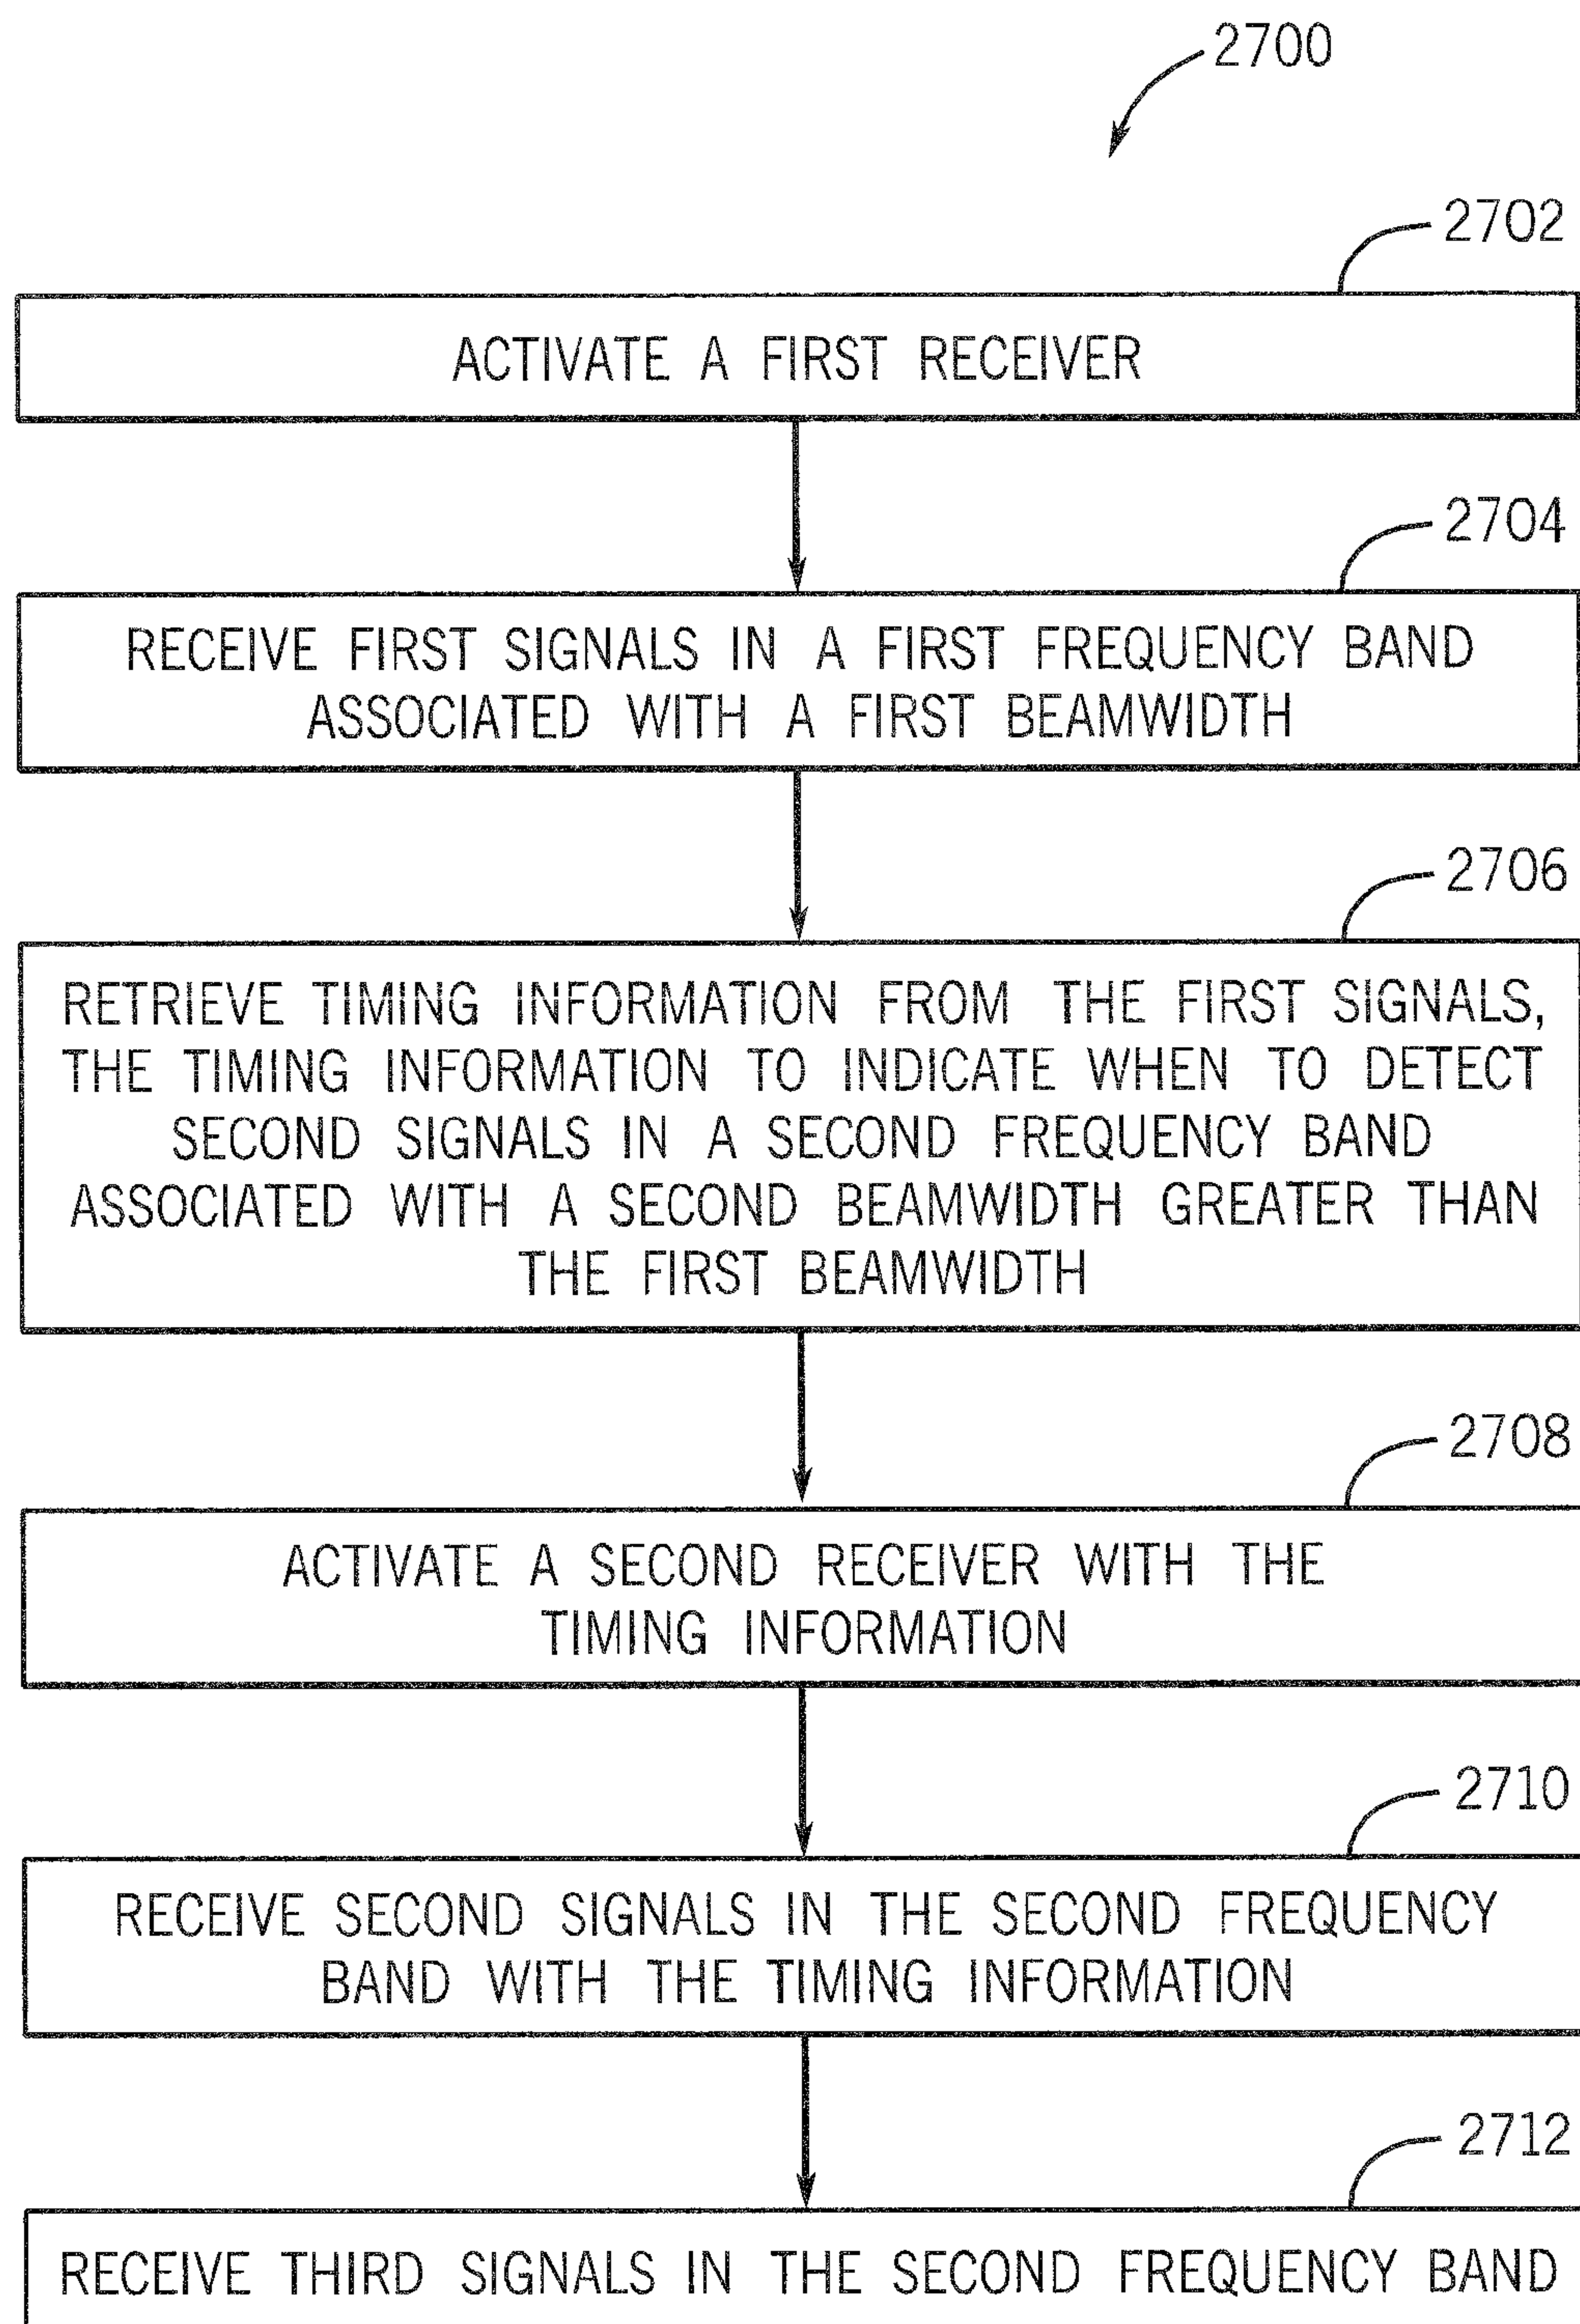 2700
2702
ACTIVATE A FIRST RECEIVER
2704
RECEIVE FIRST SIGNALS IN A FIRST FREQUENCY BAND
ASSOCIATED WITH A FIRST BEAMWIDTH
2706
RETRIEVE TIMING INFORMATION FROM THE FIRST SIGNALS,
THE TIMING INFORMATION TO INDICATE WHEN TO DETECT
SECOND SIGNALS IN A SECOND FREQUENCY BAND
ASSOCIATED WITH A SECOND BEAMWIDTH GREATER THAN
THE FIRST BEAMWIDTH
2708
ACTIVATE A SECOND RECEIVER WITH THE
TIMING INFORMATION
2710
RECEIVE SECOND SIGNALS IN THE SECOND FREQUENCY
BAND WITH THE TIMING INFORMATION
2712
RECEIVE THIRD SIGNALS IN THE SECOND FREQUENCY BAND